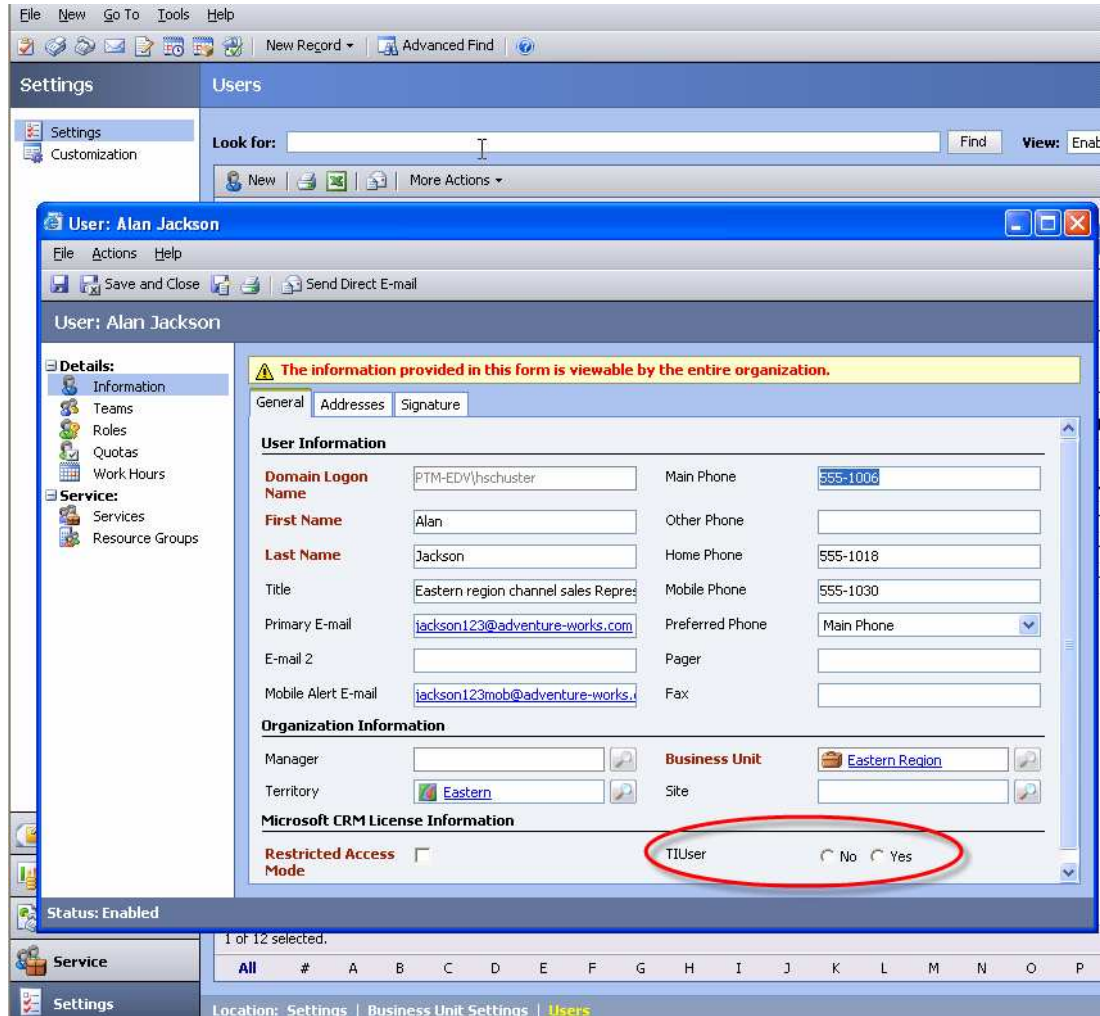 File New Go To Tools Help
New Record Advanced Find
Settings Users
Settings
Customization
Look for: Find View: Enab
New More Actions
User: Alan Jackson
File Actions Help
Save and Close Send Direct E-mail
User: Alan Jackson
Details:
Information
Teams
Roles
Quotas
Work Hours
Service:
Services
Resource Groups
The information provided in this form is viewable by the entire organization.
General Addresses Signature
User Information
Domain Logon Name PTM-EDV\hschuster Main Phone 555-1006
First Name Alan Other Phone
Last Name Jackson Home Phone 555-1018
Title Eastern region channel sales Repres Mobile Phone 555-1030
Primary E-mail jackson123@adventure-works.com Preferred Phone Main Phone
E-mail 2 Pager
Mobile Alert E-mail jackson123mob@adventure-works. Fax
Organization Information
Manager Business Unit Eastern Region
Territory Eastern Site
Microsoft CRM License Information
Restricted Access Mode TIUser No Yes
Status: Enabled
1 of 12 selected.
Service
All # A B C D E F G H I J K L M N O P
Settings
Location: Settings | Business Unit Settings | Users